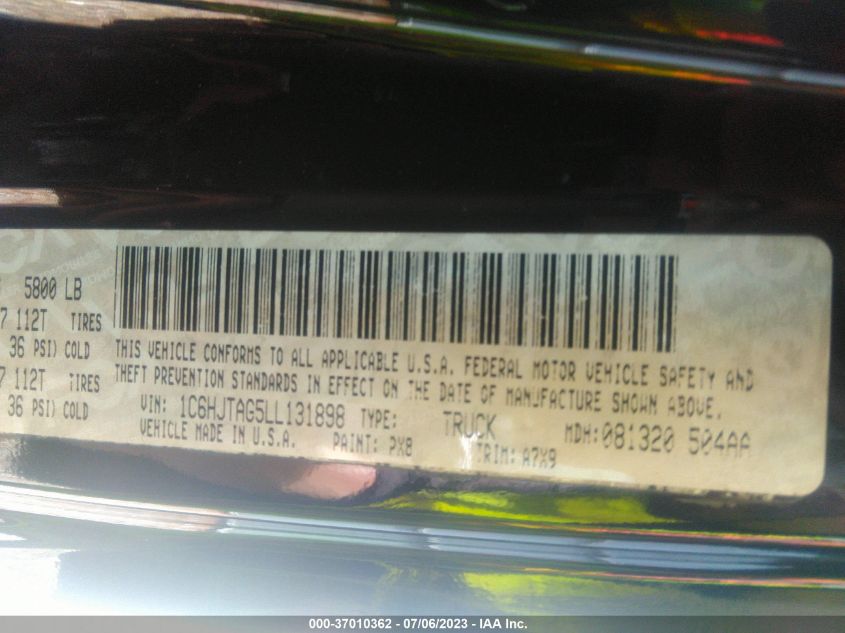 5800 LB
7 112T TIRES
36 PSI) COLD
7 112T TIRES
36 PSI) COLD
THIS VEHICLE CONFORMS TO ALL APPLICABLE U.S.A. FEDERAL MOTOR VEHICLE SAFETY AND
THEFT PREVENTION STANDARDS IN EFFECT ON THE DATE OF MANUFACTURE SHOWN ABOVE.
VIN: 1C6HJTAG5LL131898 TYPE: TRUCK MDH:081320 504AA
VEHICLE MADE IN U.S.A. PAINT: PX8 TRIM: A7X9
000-37010362 - 07/06/2023 - IAA Inc.